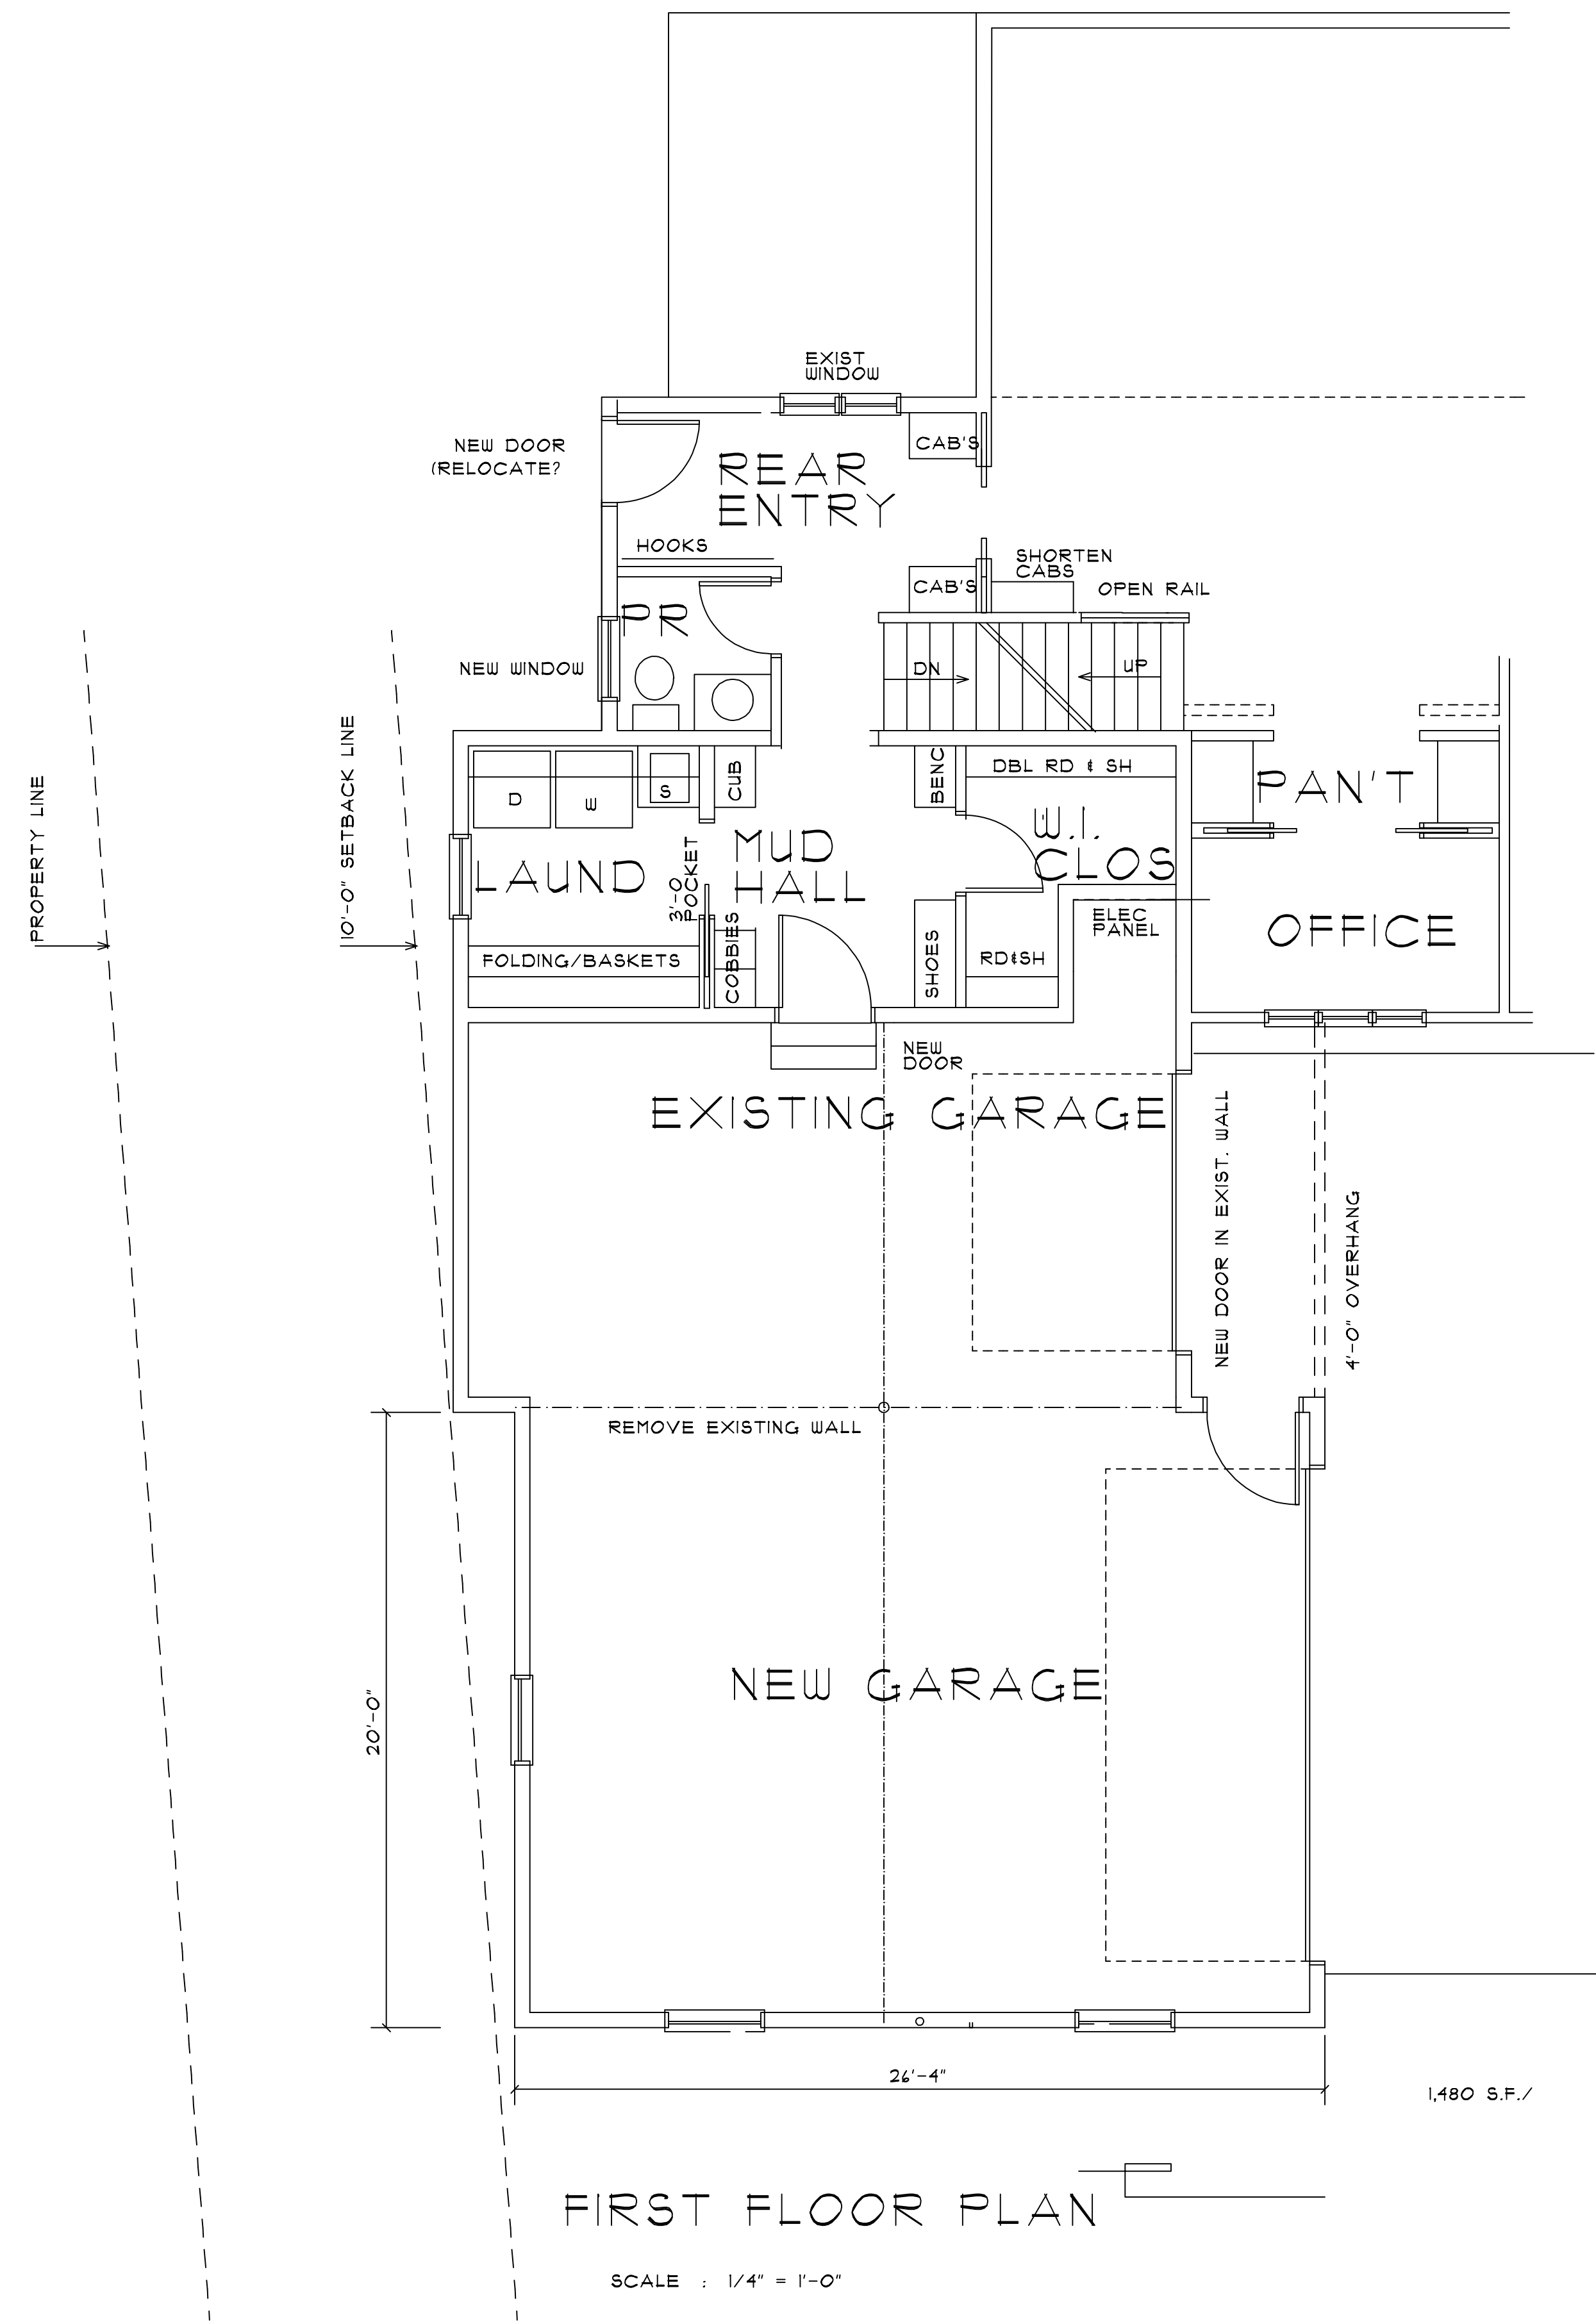 EXIST
WINDOW
NEW DOOR
(RELOCATE?
CAB'S
REAR
ENTRY
HOOKS
SHORTEN
CABS
CAB'S
OPEN RAIL
PR
NEW WINDOW
DN
UP
PROPERTY LINE
10'-0" SETBACK LINE
D
W
S
CUB
BENC
DBL RD & SH
PAN'T
LAUND
3'-0
POCKET
MUD
HALL
W.I.
CLOS
ELEC
PANEL
OFFICE
FOLDING/BASKETS
COBBIES
SHOES
RD&SH
NEW
DOOR
EXISTING GARAGE
NEW DOOR IN EXIST. WALL
4'-0" OVERHANG
REMOVE EXISTING WALL
NEW GARAGE
20'-0"
26'-4"
1,480 S.F./
FIRST FLOOR PLAN
SCALE : 1/4" = 1'-0"